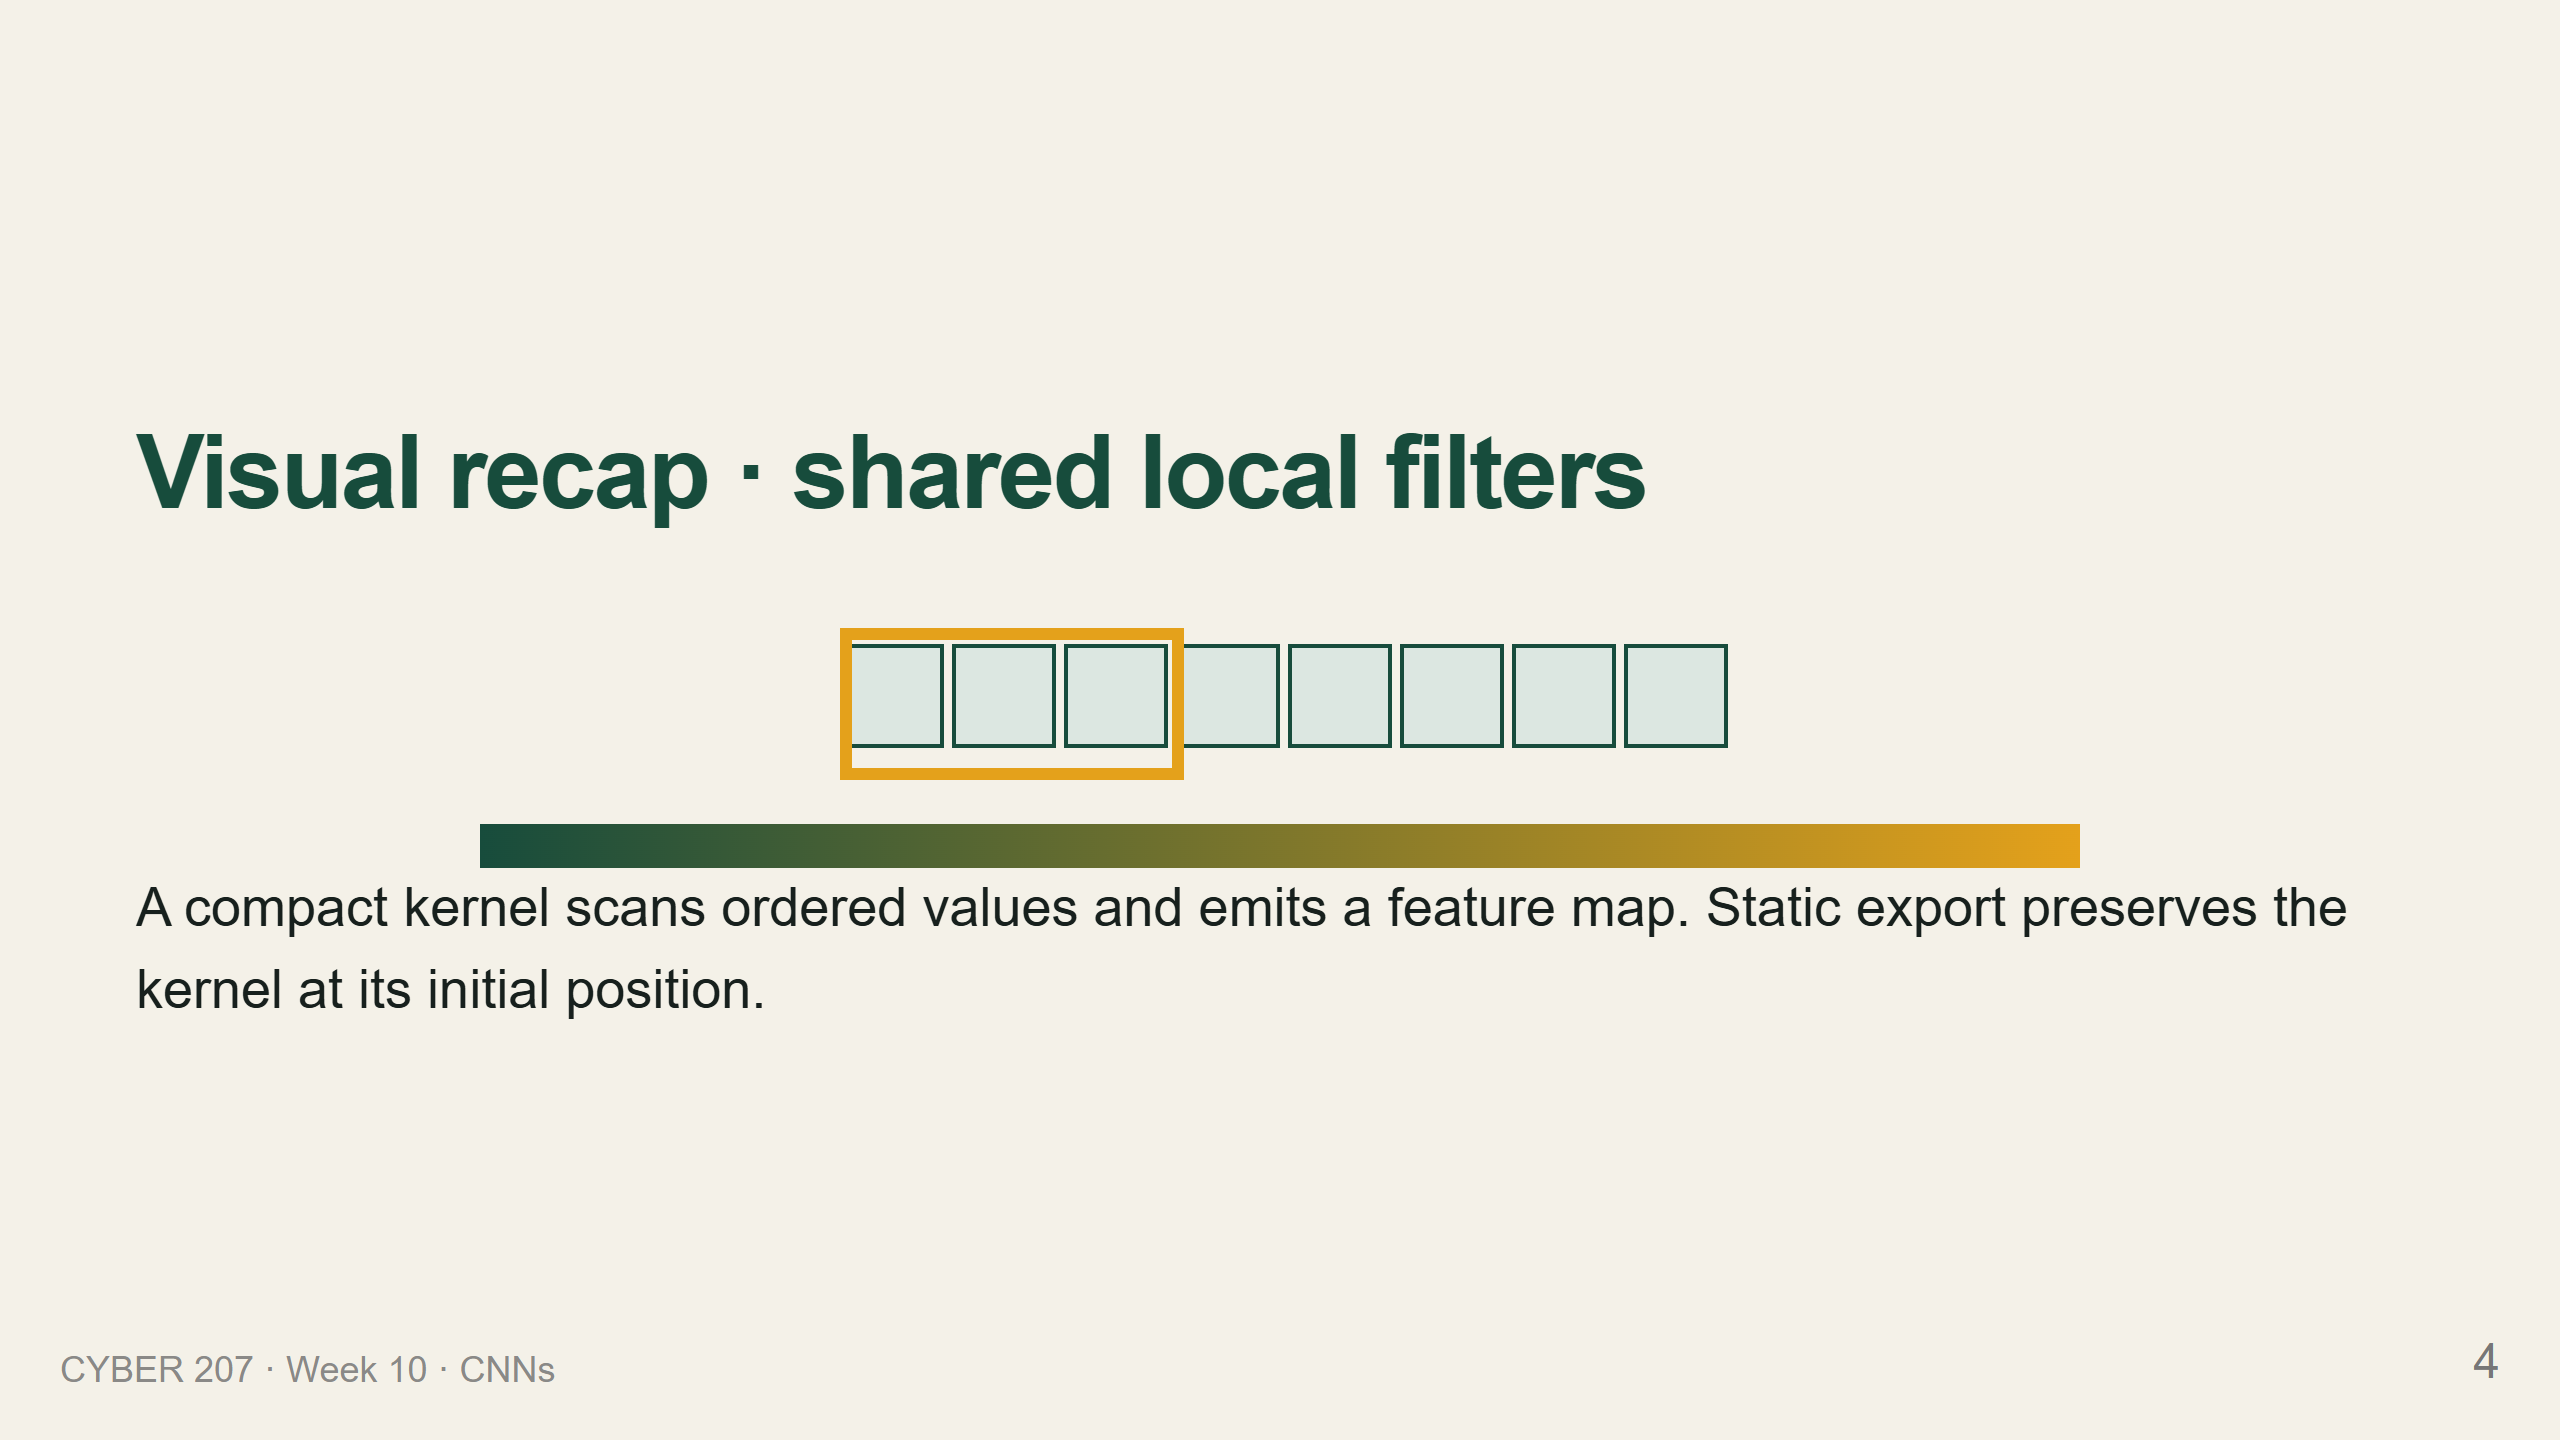 Visual recap · shared local filters
A compact kernel scans ordered values and emits a feature map. Static export preserves the
kernel at its initial position.
CYBER 207 · Week 10 · CNNs
4